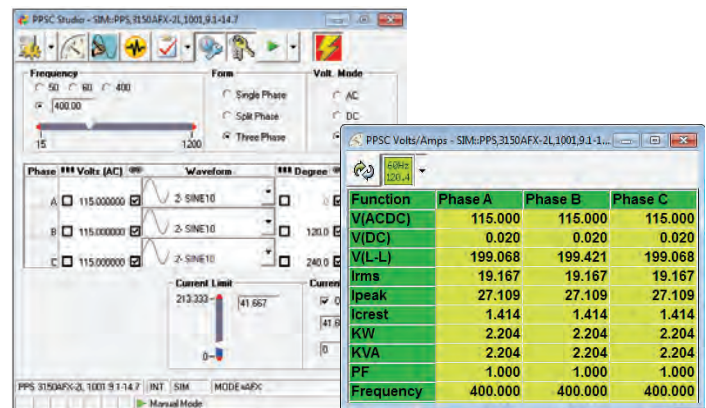 PPSC Studio - SIM::PPS,3150AFX-2L,1001,9.1-14.7
Frequency
50 60 400
400.00
15 1200
Form
Single Phase
Split Phase
Three Phase
Volt. Mode
AC
DC
Phase Volts (AC) Waveform Degree
A 115.000000 2- SINE10
B 115.000000 2- SINE10 120.0
C 115.000000 2- SINE10 240.0
Current Limit
213.333
41.667
0
Curren
41.6
0
PPS 3150AFX-2L 1001 9.1-14.7 INT SIM MODE=AFX
Manual Mode
PPSC Volts/Amps - SIM::PPS,3150AFX-2L,1001,9.1-1...
60Hz
120.4
Function Phase A Phase B Phase C
V(ACDC) 115.000 115.000 115.000
V(DC) 0.020 0.020 0.020
V(L-L) 199.068 199.421 199.068
Irms 19.167 19.167 19.167
Ipeak 27.109 27.109 27.109
Icrest 1.414 1.414 1.414
KW 2.204 2.204 2.204
KVA 2.204 2.204 2.204
PF 1.000 1.000 1.000
Frequency 400.000 400.000 400.000